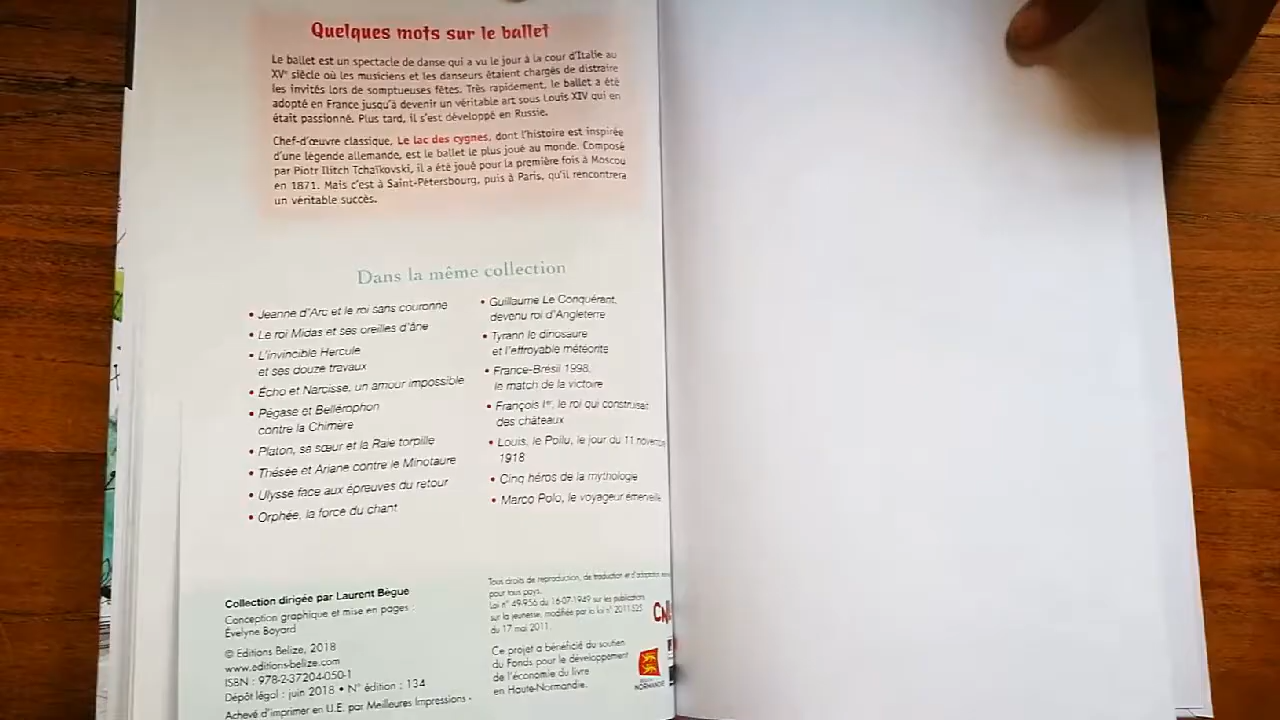 Quelques mots sur le ballet
Le ballet est un spectacle de danse qui a vu le jour à la cour d'Italie au
XVe siècle où les musiciens et les danseurs étaient chargés de distraire
les invités lors de somptueuses fêtes. Très rapidement, le ballet a été
adopté en France jusqu'à devenir un véritable art sous Louis XIV qui en
était passionné. Plus tard, il s'est développé en Russie.
Chef-d'œuvre classique, Le lac des cygnes, dont l'histoire est inspirée
d'une légende allemande, est le ballet le plus joué au monde. Composé
par Piotr Ilitch Tchaïkovski, il a été joué pour la première fois à Moscou
en 1871. Mais c'est à Saint-Pétersbourg, puis à Paris, qu'il rencontrera
un véritable succès.
Dans la même collection
• Jeanne d'Arc et le roi sans couronne
• Le roi Midas et ses oreilles d'âne
• L'invincible Hercule
et ses douze travaux
• Écho et Narcisse, un amour impossible
• Pégase et Bellérophon
contre la Chimère
• Platon, sa sœur et la Raie torpille
• Thésée et Ariane contre le Minotaure
• Ulysse face aux épreuves du retour
• Orphée, la force du chant
• Guillaume Le Conquérant,
devenu roi d'Angleterre
• Tyrann le dinosaure
et l'effroyable météorite
• France-Brésil 1998,
le match de la victoire
• François Ier, le roi qui construisait
des châteaux
• Louis, le Poilu, le jour du 11 novembre
1918
• Cinq héros de la mythologie
• Marco Polo, le voyageur émerveillé
Collection dirigée par Laurent Bègue
Conception graphique et mise en pages :
Évelyne Boyard
© Editions Belize, 2018
www.editions-belize.com
ISBN : 978-2-37204-050-1
Dépôt légal : juin 2018 • N° édition : 134
Achevé d'imprimer en U.E. par Meilleures Impressions -
Tous droits de reproduction, de traduction et d'adaptation
pour tous pays.
Loi n° 49-956 du 16-07-1949 sur les publications
sur la jeunesse, modifiée par la loi n° 2011-525
du 17 mai 2011.
Ce projet a bénéficié du soutien
du Fonds pour le développement
de l'économie du livre
en Haute-Normandie.
NORMANDIE